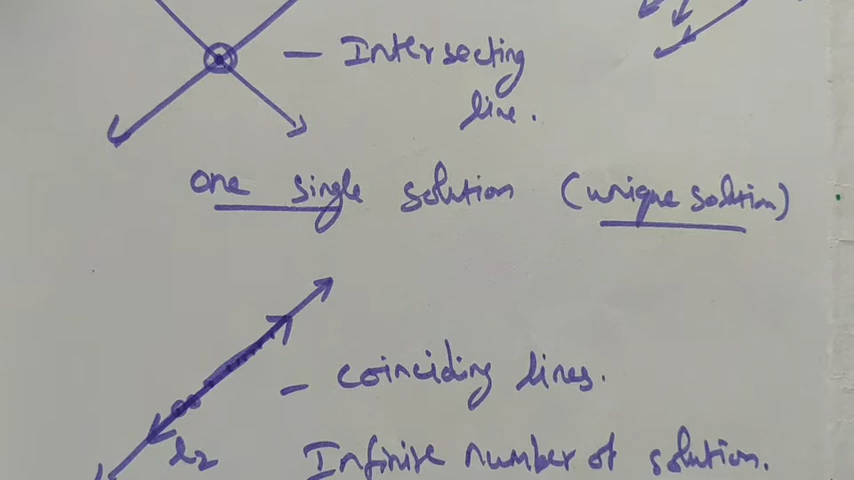 — Intersecting
line.
one single solution (unique solution)
– coinciding lines.
l2
Infinite number of solution.